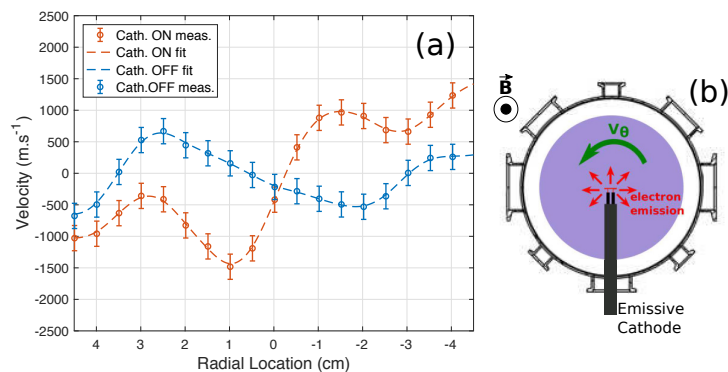 2500
2000
1500
1000
500
0
-500
-1000
-1500
-2000
-2500
Velocity (m.s⁻¹)
Cath. ON meas.
Cath. ON fit
Cath. OFF fit
Cath.OFF meas.
(a)
4 3 2 1 0 -1 -2 -3 -4
Radial Location (cm)
(b)
B
vθ
electron
emission
Emissive
Cathode